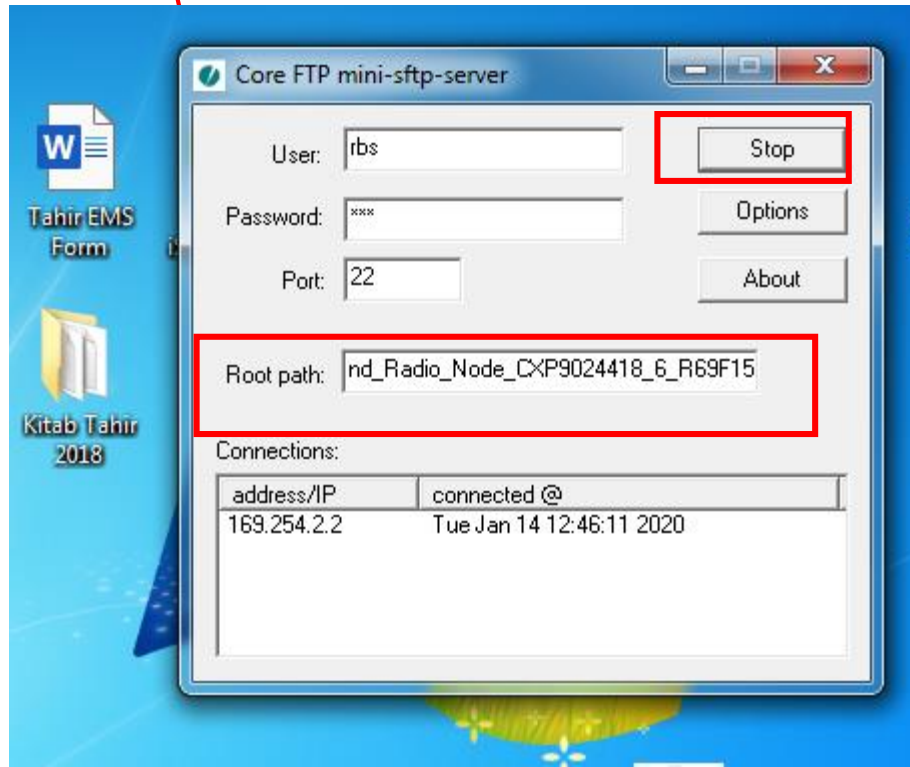 Core FTP mini-sftp-server
User: rbs Stop
Password: *** Options
Port: 22 About
Root path: nd_Radio_Node_CXP9024418_6_R69F15
Connections:
address/IP connected @
169.254.2.2 Tue Jan 14 12:46:11 2020
Tahir EMS
Form
Kitab Tahir
2018